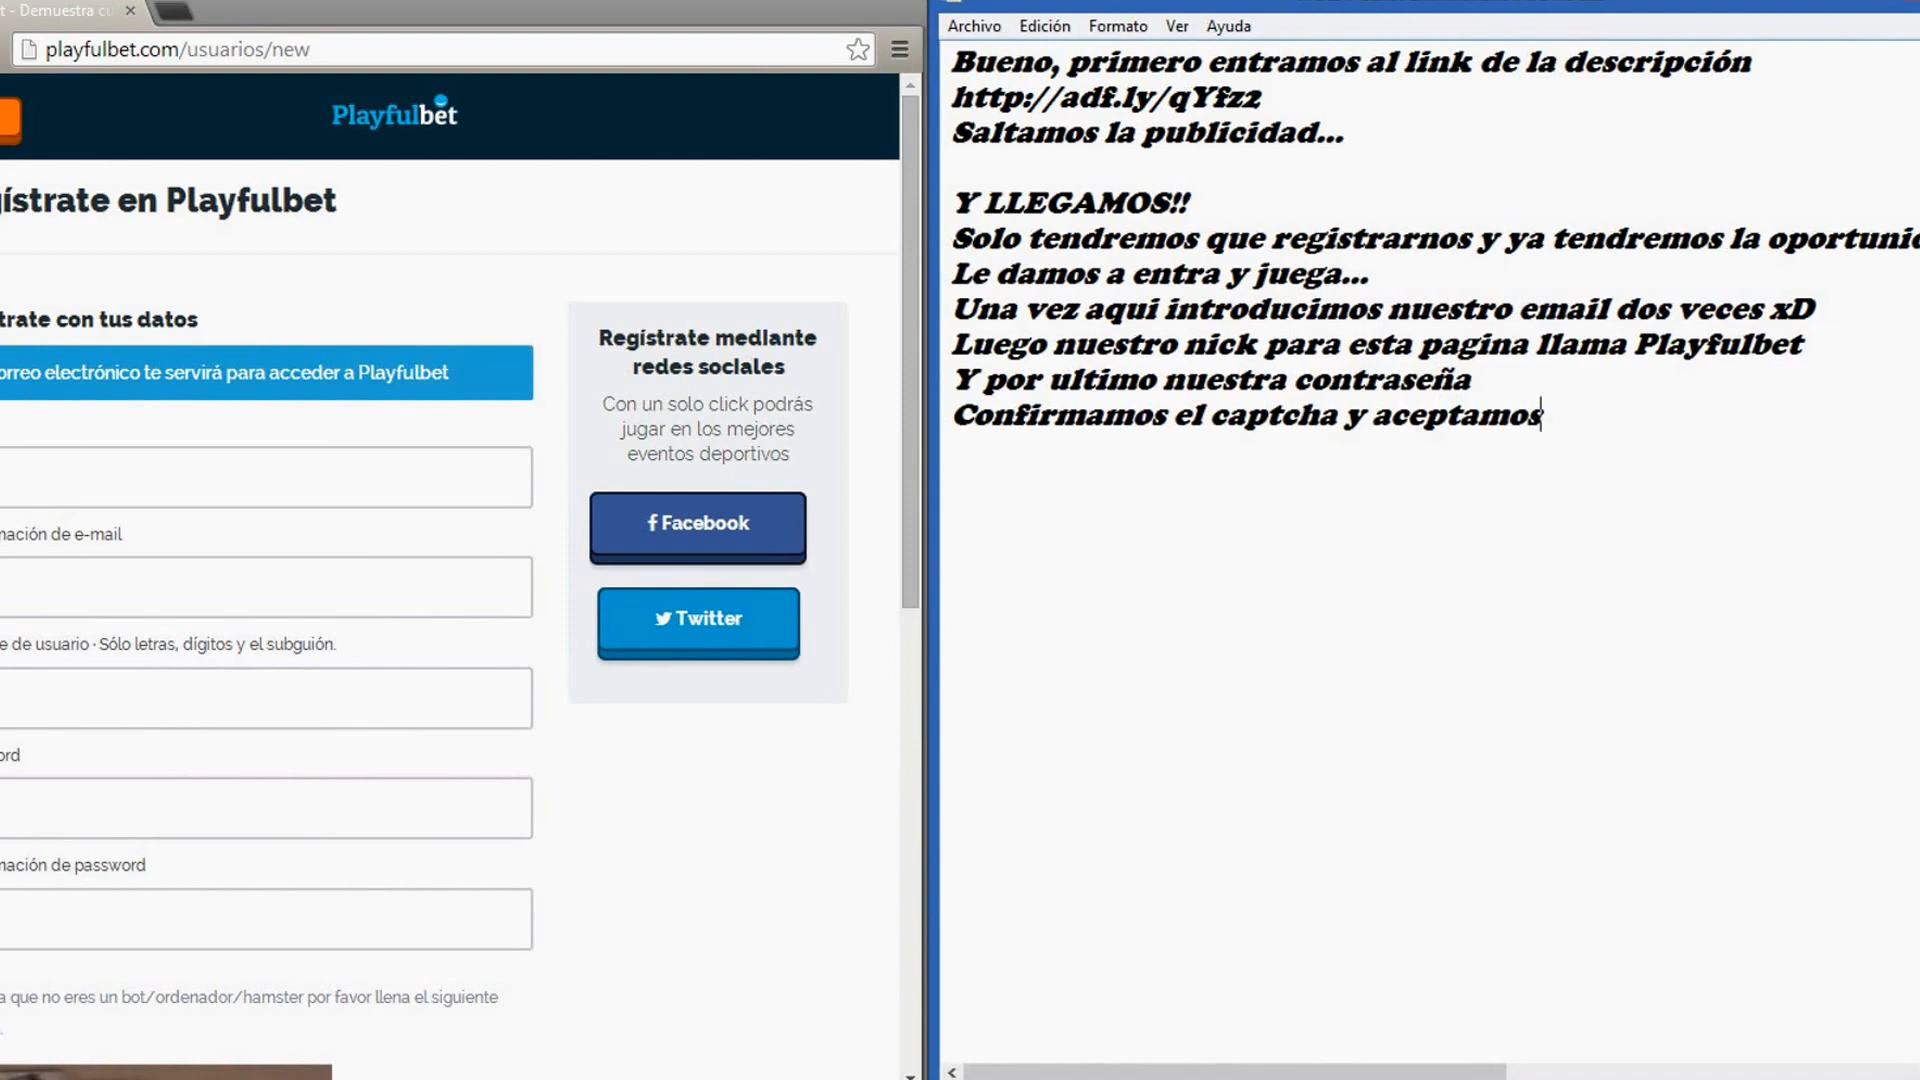 t - Demuestra cu
playfulbet.com/usuarios/new
Playfulbet
gístrate en Playfulbet
trate con tus datos
orreo electrónico te servirá para acceder a Playfulbet
mación de e-mail
e de usuario · Sólo letras, dígitos y el subguión.
ord
mación de password
a que no eres un bot/ordenador/hamster por favor llena el siguiente
Regístrate mediante
redes sociales
Con un solo click podrás
jugar en los mejores
eventos deportivos
Facebook
Twitter
Archivo Edición Formato Ver Ayuda
Bueno, primero entramos al link de la descripción
http://adf.ly/qYfz2
Saltamos la publicidad...
Y LLEGAMOS!!
Solo tendremos que registrarnos y ya tendremos la oportunid
Le damos a entra y juega...
Una vez aqui introducimos nuestro email dos veces xD
Luego nuestro nick para esta pagina llama Playfulbet
Y por ultimo nuestra contraseña
Confirmamos el captcha y aceptamos